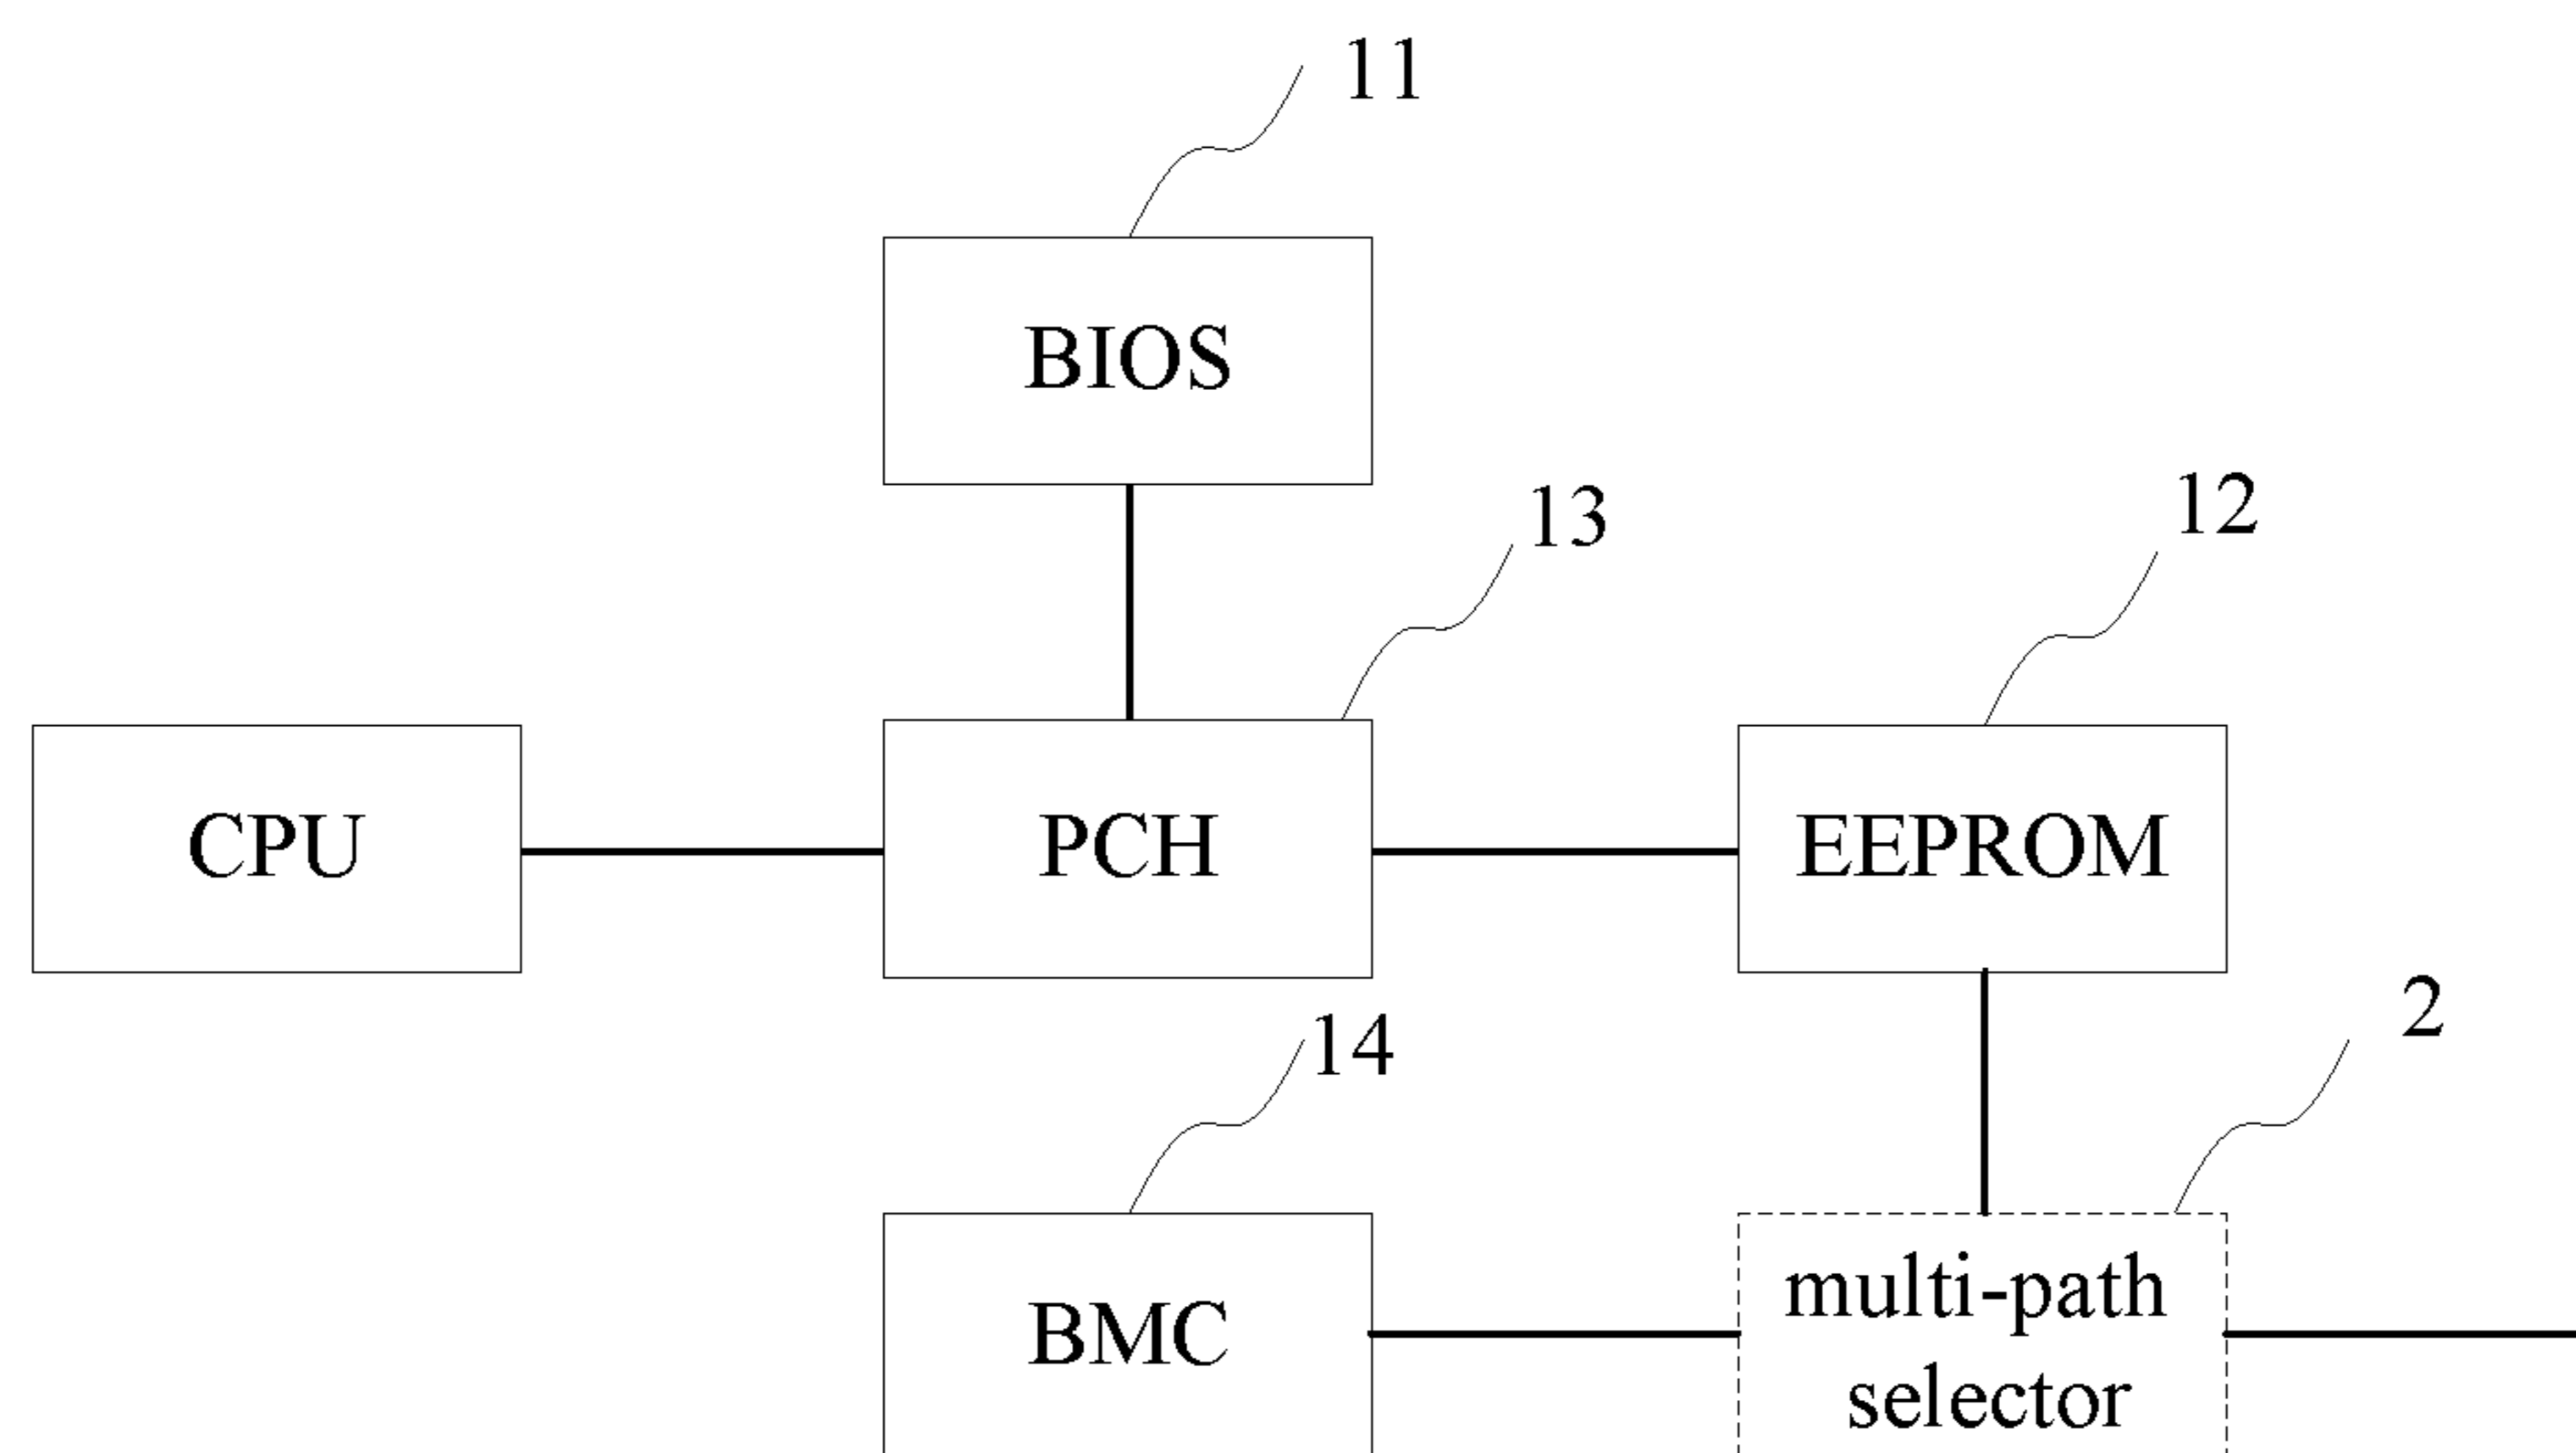 11
BIOS
13
12
CPU
PCH
EEPROM
14
2
BMC
multi-path
selector